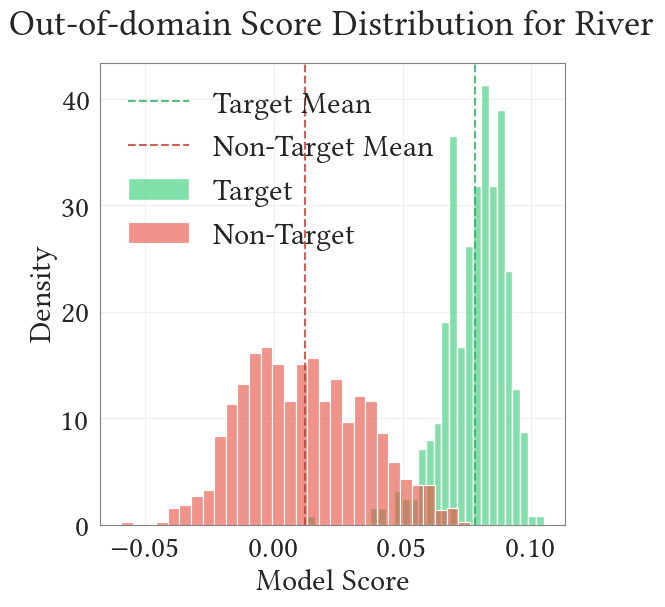 Out-of-domain Score Distribution for River
Target Mean
Non-Target Mean
Target
Non-Target
Density
40
30
20
10
0
−0.05
0.00
0.05
0.10
Model Score